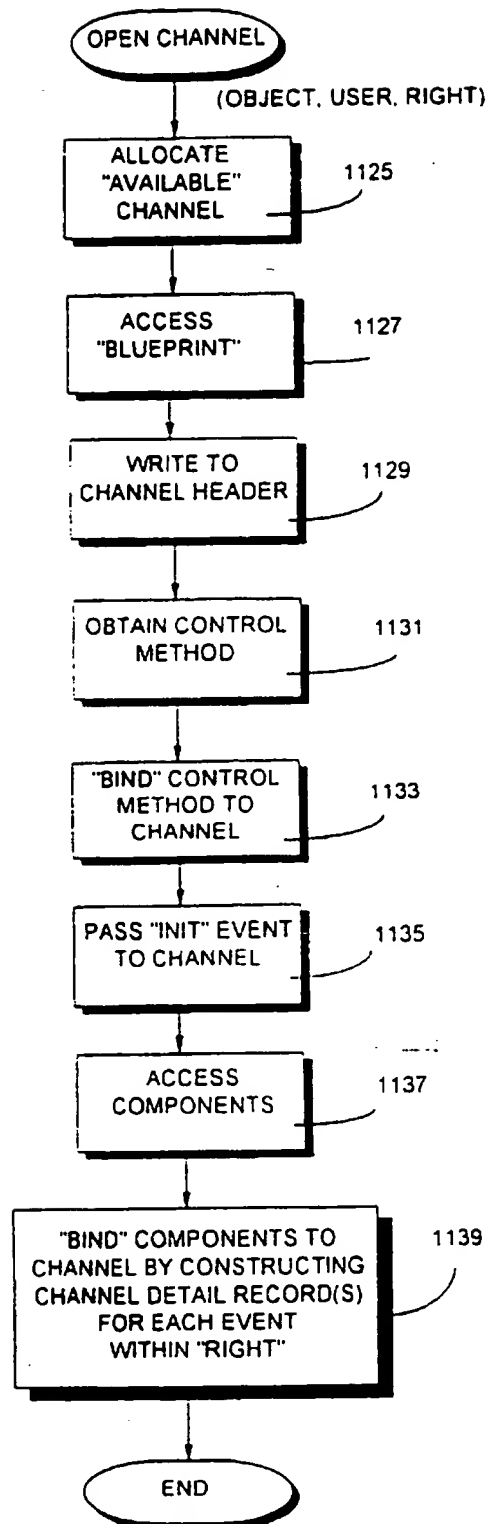 OPEN CHANNEL
(OBJECT, USER, RIGHT)
ALLOCATE
"AVAILABLE"
CHANNEL
1125
ACCESS
"BLUEPRINT"
1127
WRITE TO
CHANNEL HEADER
1129
OBTAIN CONTROL
METHOD
1131
"BIND" CONTROL
METHOD TO
CHANNEL
1133
PASS "INIT" EVENT
TO CHANNEL
1135
ACCESS
COMPONENTS
1137
"BIND" COMPONENTS TO
CHANNEL BY CONSTRUCTING
CHANNEL DETAIL RECORD(S)
FOR EACH EVENT
WITHIN "RIGHT"
1139
END